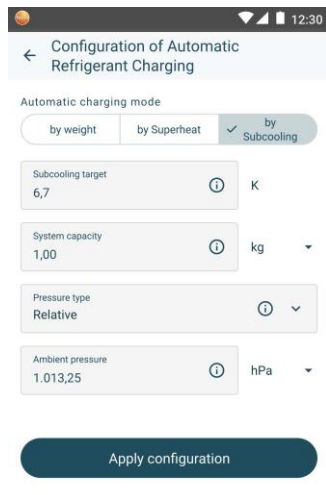 12:30
Configuration of Automatic
Refrigerant Charging
Automatic charging mode
by weight
by Superheat
by
Subcooling
Subcooling target
6,7
K
System capacity
1,00
kg
Pressure type
Relative
Ambient pressure
1.013,25
hPa
Apply configuration